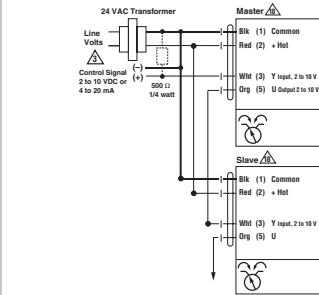 24 VAC Transformer
Line
Volts
3
Control Signal
2 to 10 VDC or
4 to 20 mA
(–)
(+)
500 Ω
1/4 watt
Master 18
Blk (1) Common
Red (2) + Hot
Wht (3) Y Input, 2 to 10 V
Org (5) U Output 2 to 10 V
Slave 18
Blk (1) Common
Red (2) + Hot
Wht (3) Y Input, 2 to 10 V
Org (5) U